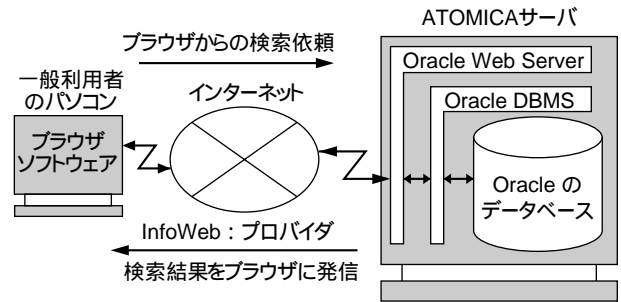 ATOMICAサーバ
ブラウザからの検索依頼
Oracle Web Server
一般利用者
のパソコン
インターネット
Oracle DBMS
ブラウザ
ソフトウェア
Oracle の
データベース
InfoWeb：プロバイダ
検索結果をブラウザに発信